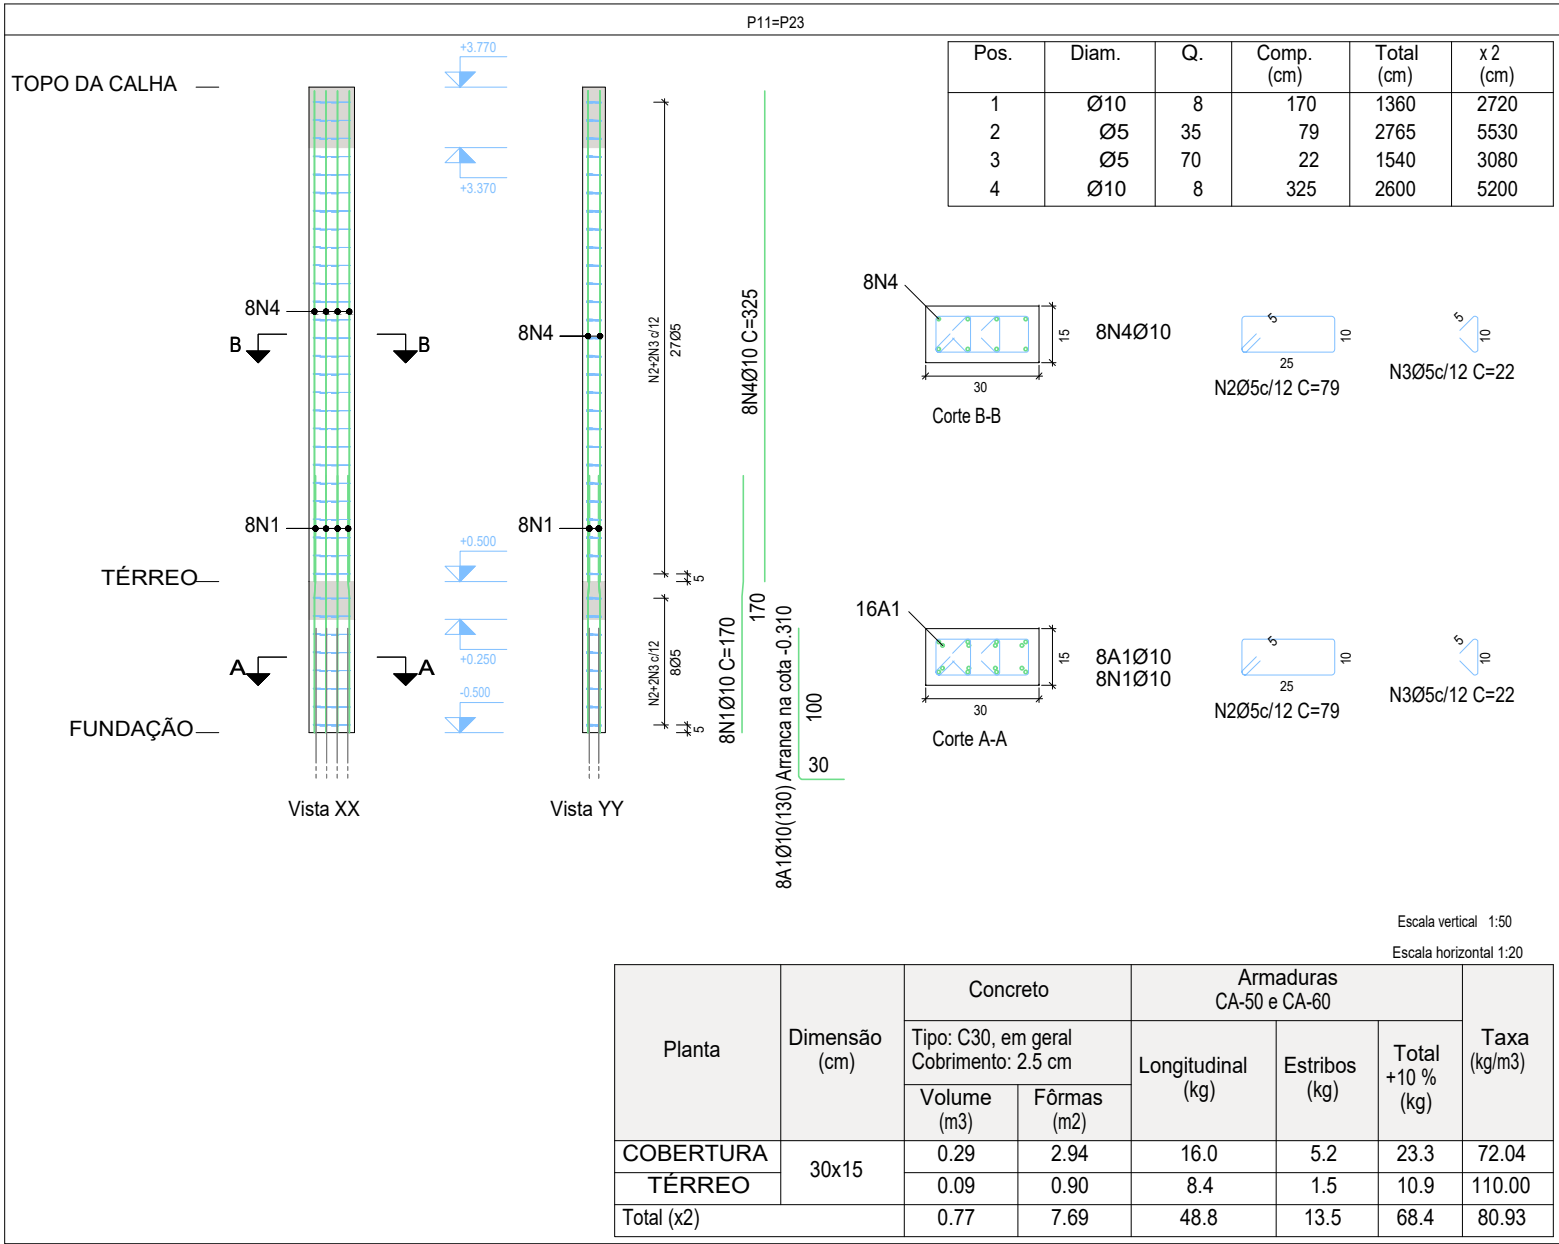 P11=P23
TOPO DA CALHA
+3.770
+3.370
8N4
B
B
8N1
TÉRREO
+0.500
+0.250
A
A
-0.500
FUNDAÇÃO
Vista XX
8N4
8N1
Vista YY
N2+2N3 c/12
27Ø5
5
N2+2N3 c/12
8Ø5
5
8N4Ø10 C=325
8N1Ø10 C=170
170
8A1Ø10(130) Arranca na cota -0.310
100
30
Pos. Diam. Q. Comp. (cm) Total (cm) x 2 (cm)
1 Ø10 8 170 1360 2720
2 Ø5 35 79 2765 5530
3 Ø5 70 22 1540 3080
4 Ø10 8 325 2600 5200
8N4
15
30
8N4Ø10
Corte B-B
5
10
25
N2Ø5c/12 C=79
5
10
N3Ø5c/12 C=22
16A1
15
30
8A1Ø10
8N1Ø10
Corte A-A
5
10
25
N2Ø5c/12 C=79
5
10
N3Ø5c/12 C=22
Escala vertical 1:50
Escala horizontal 1:20
Planta
Dimensão
(cm)
Concreto
Tipo: C30, em geral
Cobrimento: 2.5 cm
Volume
(m3)
Fôrmas
(m2)
Armaduras
CA-50 e CA-60
Longitudinal
(kg)
Estribos
(kg)
Total
+10 %
(kg)
Taxa
(kg/m3)
COBERTURA 30x15 0.29 2.94 16.0 5.2 23.3 72.04
TÉRREO 0.09 0.90 8.4 1.5 10.9 110.00
Total (x2) 0.77 7.69 48.8 13.5 68.4 80.93